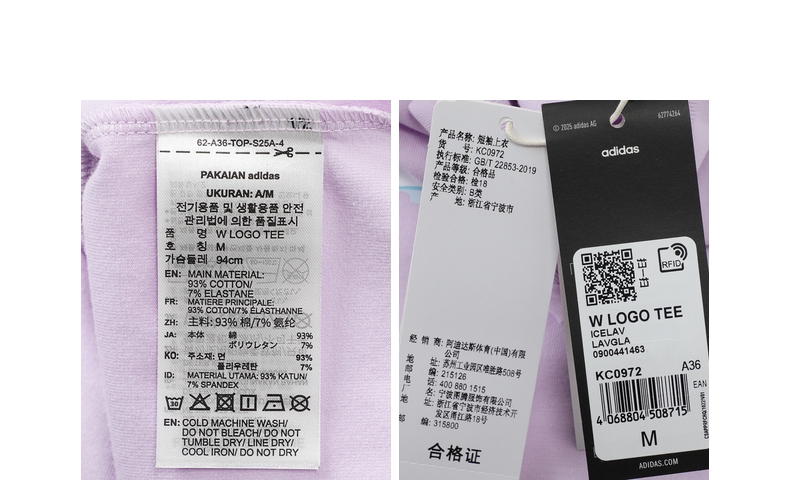 62-A36-TOP-S25A-4
PAKAIAN adidas
UKURAN: A/M
전기용품 및 생활용품 안전
관리법에 의한 품질표시
품 명 W LOGO TEE
호 칭 M
가슴둘레 94cm
EN: MAIN MATERIAL:
93% COTTON/
7% ELASTANE
FR: MATIERE PRINCIPALE:
93% COTON/7% ÉLASTHANNE
ZH: 主料: 93% 棉/7% 氨纶
JA: 本体 綿 93%
ポリウレタン 7%
KO: 주소재: 면 93%
폴리우레탄 7%
ID: MATERIAL UTAMA: 93% KATUN/
7% SPANDEX
30
EN: COLD MACHINE WASH/
DO NOT BLEACH/ DO NOT
TUMBLE DRY/ LINE DRY/
COOL IRON/ DO NOT DRY
产品名称: 短袖上衣
货 号: KC0972
执行标准: GB/T 22853-2019
产品等级: 合格品
检验合格: 检18
安全类别: B类
产 地: 浙江省宁波市
经 销 商: 阿迪达斯体育(中国)有限
公司
地 址: 苏州工业园区唯胜路508号
邮 编: 215126
电 话: 400 880 1515
名: 宁波图腾服饰有限公司
地 址: 浙江省宁波市经济技术开
发区甬江路18号
邮 编: 315800
合格证
© 2025 adidas AG
62774264
adidas
RFID
W LOGO TEE
ICELAV
LAVGLA
0900441463
KC0972 A36
EAN
4 068804 508715
M
ADIDAS.COM